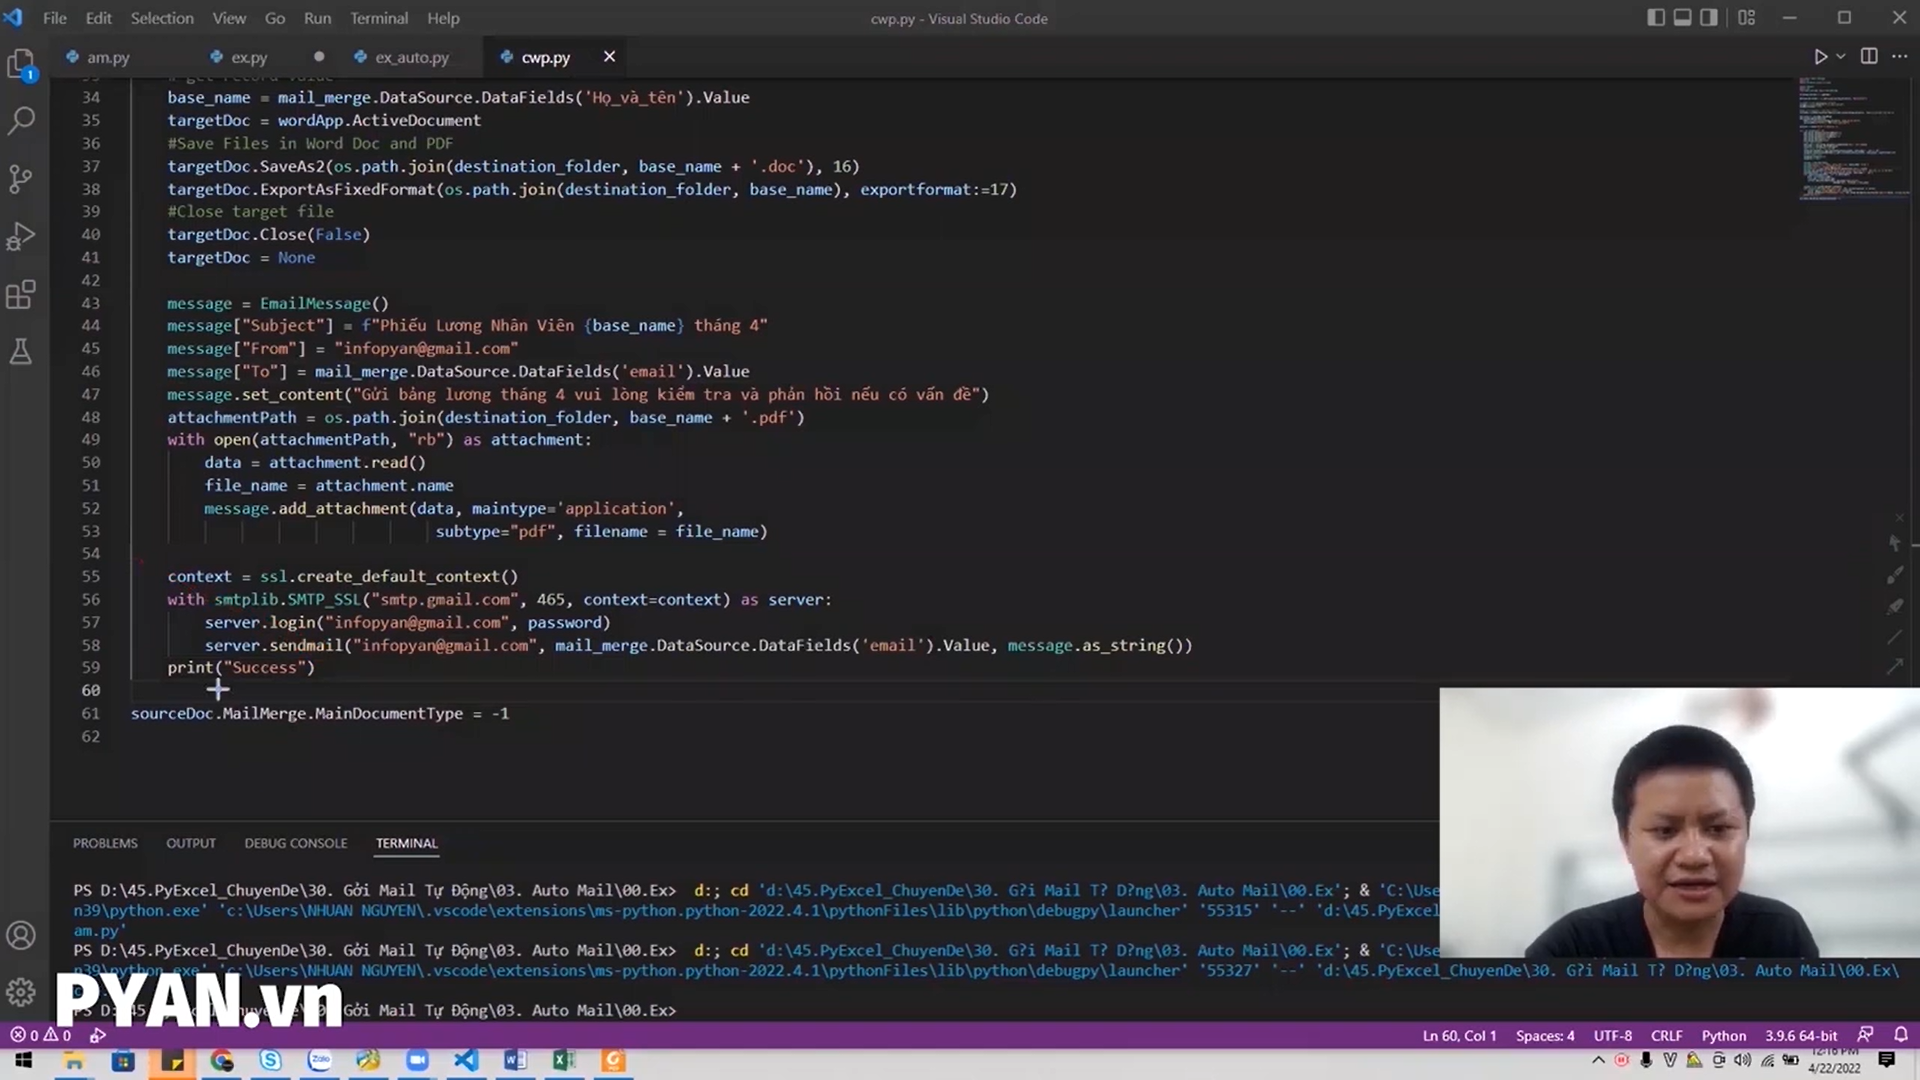 File Edit Selection View Go Run Terminal Help
cwp.py - Visual Studio Code
am.py ex.py ex_auto.py cwp.py
1
# get record value
34 base_name = mail_merge.DataSource.DataFields('Họ_và_tên').Value
35 targetDoc = wordApp.ActiveDocument
36 #Save Files in Word Doc and PDF
37 targetDoc.SaveAs2(os.path.join(destination_folder, base_name + '.doc'), 16)
38 targetDoc.ExportAsFixedFormat(os.path.join(destination_folder, base_name), exportformat:=17)
39 #Close target file
40 targetDoc.Close(False)
41 targetDoc = None
42
43 message = EmailMessage()
44 message["Subject"] = f"Phiếu Lương Nhân Viên {base_name} tháng 4"
45 message["From"] = "infopyan@gmail.com"
46 message["To"] = mail_merge.DataSource.DataFields('email').Value
47 message.set_content("Gửi bảng lương tháng 4 vui lòng kiểm tra và phản hồi nếu có vấn đề")
48 attachmentPath = os.path.join(destination_folder, base_name + '.pdf')
49 with open(attachmentPath, "rb") as attachment:
50 data = attachment.read()
51 file_name = attachment.name
52 message.add_attachment(data, maintype='application',
53 subtype="pdf", filename = file_name)
54
55 context = ssl.create_default_context()
56 with smtplib.SMTP_SSL("smtp.gmail.com", 465, context=context) as server:
57 server.login("infopyan@gmail.com", password)
58 server.sendmail("infopyan@gmail.com", mail_merge.DataSource.DataFields('email').Value, message.as_string())
59 print("Success")
60
61 sourceDoc.MailMerge.MainDocumentType = -1
62
PROBLEMS OUTPUT DEBUG CONSOLE TERMINAL
PS D:\45.PyExcel_ChuyenDe\30. Gởi Mail Tự Động\03. Auto Mail\00.Ex> d:; cd 'd:\45.PyExcel_ChuyenDe\30. G?i Mail T? D?ng\03. Auto Mail\00.Ex'; & 'C:\Use
n39\python.exe' 'c:\Users\NHUAN NGUYEN\.vscode\extensions\ms-python.python-2022.4.1\pythonFiles\lib\python\debugpy\launcher' '55315' '--' 'd:\45.PyExcel
am.py'
PS D:\45.PyExcel_ChuyenDe\30. Gởi Mail Tự Động\03. Auto Mail\00.Ex> d:; cd 'd:\45.PyExcel_ChuyenDe\30. G?i Mail T? D?ng\03. Auto Mail\00.Ex'; & 'C:\Use
n39\python.exe' 'c:\Users\NHUAN NGUYEN\.vscode\extensions\ms-python.python-2022.4.1\pythonFiles\lib\python\debugpy\launcher' '55327' '--' 'd:\45.PyExcel_ChuyenDe\30. G?i Mail T? D?ng\03. Auto Mail\00.Ex\
PS D:\ Gởi Mail Tự Động\03. Auto Mail\00.Ex>
PYAN.vn
0 0 Ln 60, Col 1 Spaces: 4 UTF-8 CRLF Python 3.9.6 64-bit
Zalo
12:16 PM
4/22/2022